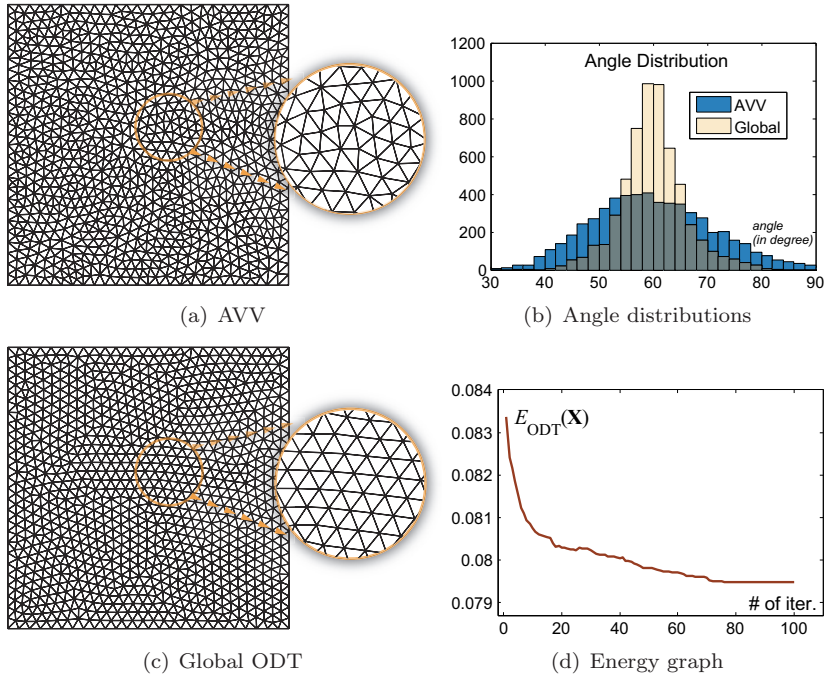 1200
1000
800
600
400
200
0
30 40 50 60 70 80 90
Angle Distribution
AVV
Global
angle
(in degree)
(a) AVV
(b) Angle distributions
0.084
0.083
0.082
0.081
0.08
0.079
0 20 40 60 80 100
E_ODT(X)
# of iter.
(c) Global ODT
(d) Energy graph